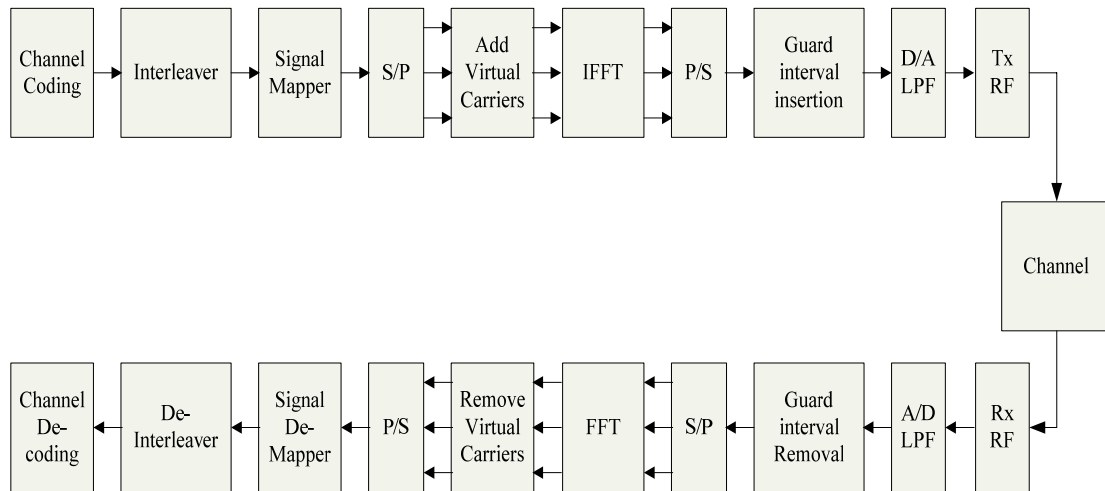 Channel
Coding
Interleaver
Signal
Mapper
S/P
Add
Virtual
Carriers
IFFT
P/S
Guard
interval
insertion
D/A
LPF
Tx
RF
Channel
Channel
De-
coding
De-
Interleaver
Signal
De-
Mapper
P/S
Remove
Virtual
Carriers
FFT
S/P
Guard
interval
Removal
A/D
LPF
Rx
RF